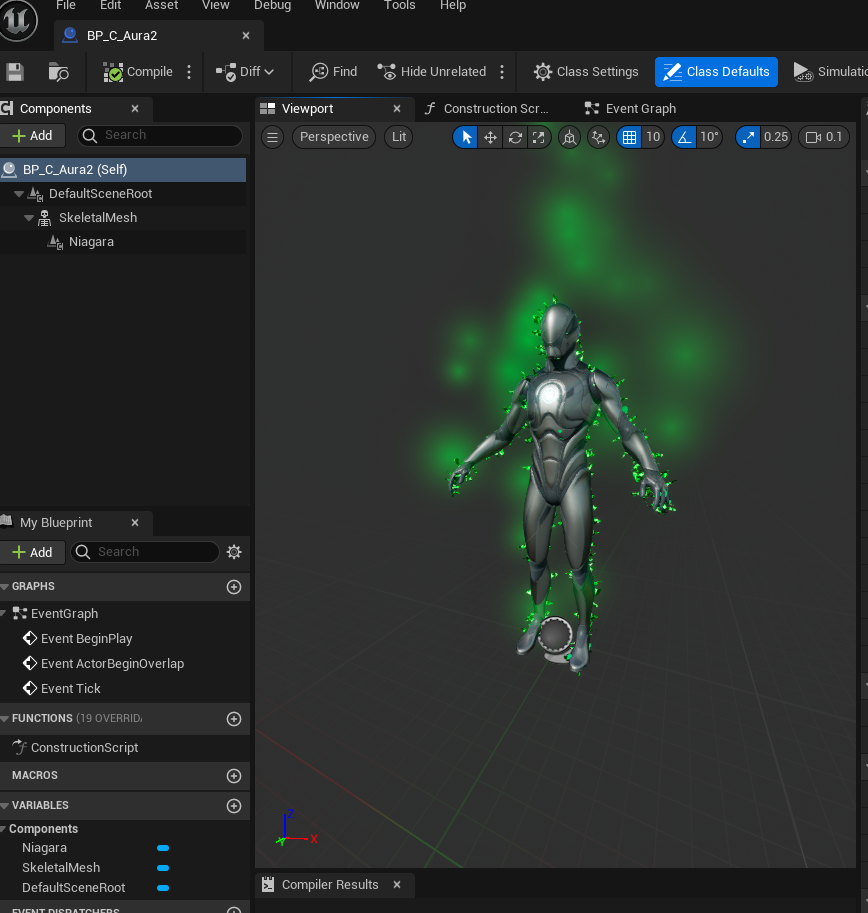 File Edit Asset View Debug Window Tools Help
BP_C_Aura2
Compile Diff Find Hide Unrelated Class Settings Class Defaults Simulatio
Components
Add Search
BP_C_Aura2 (Self)
DefaultSceneRoot
SkeletalMesh
Niagara
Viewport Construction Scr... Event Graph
Perspective Lit 10 10° 0.25 0.1
Z
X
Y
My Blueprint
Add Search
GRAPHS
EventGraph
Event BeginPlay
Event ActorBeginOverlap
Event Tick
FUNCTIONS (19 OVERRID
ConstructionScript
MACROS
VARIABLES
Components
Niagara
SkeletalMesh
DefaultSceneRoot
EVENT DISPATCHERS
Compiler Results